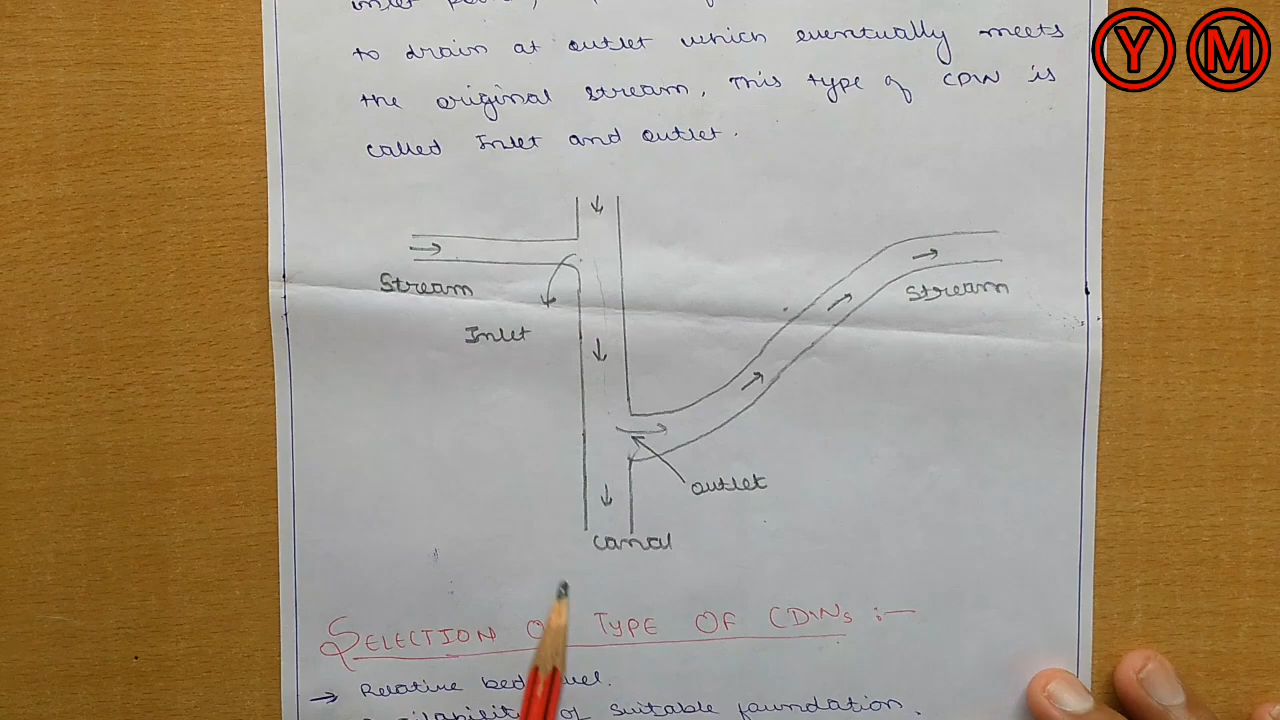 Y M
inlet
to drain at outlet which eventually meets
the original stream, This type of CDW is
called Inlet and outlet.
Stream
Stream
Inlet
outlet
canal
SELECTION OF TYPE OF CDWs :—
→ Relative bed level.
of suitable foundation.